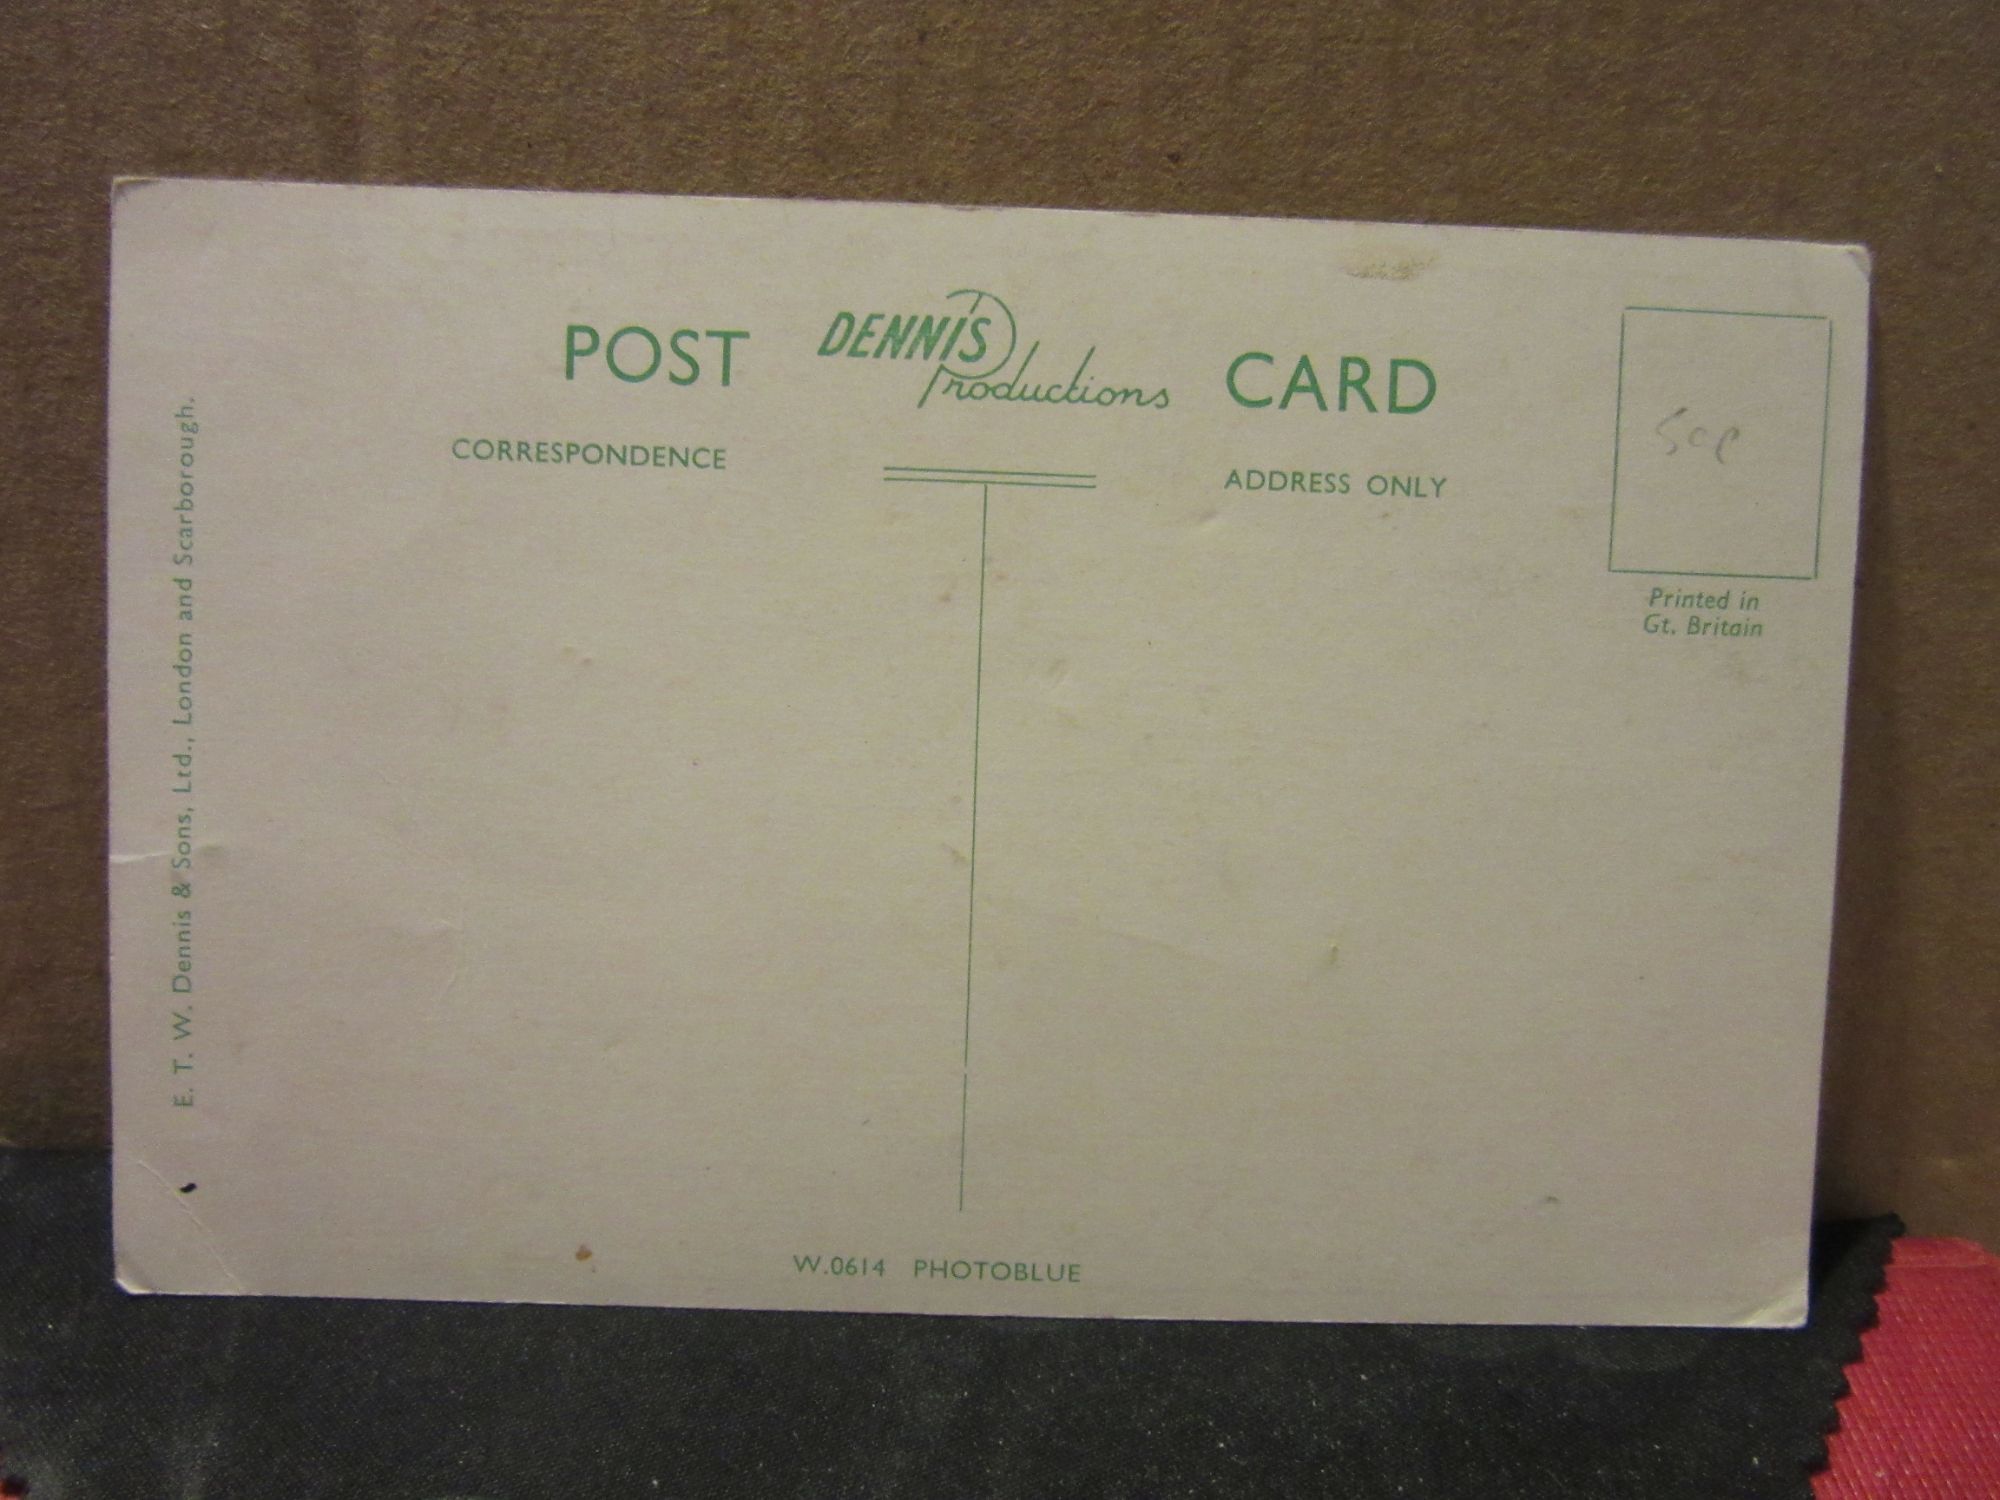 POST DENNIS Productions CARD
CORRESPONDENCE
ADDRESS ONLY
50p
Printed in
Gt. Britain
E. T. W. Dennis & Sons, Ltd., London and Scarborough.
W.0614 PHOTOBLUE